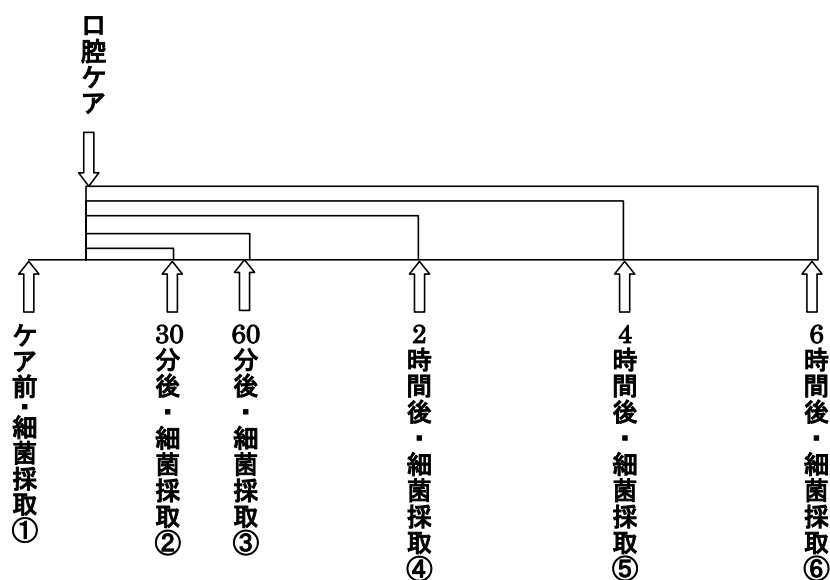 口腔ケア
ケア前・細菌採取①
30分後・細菌採取②
60分後・細菌採取③
2時間後・細菌採取④
4時間後・細菌採取⑤
6時間後・細菌採取⑥